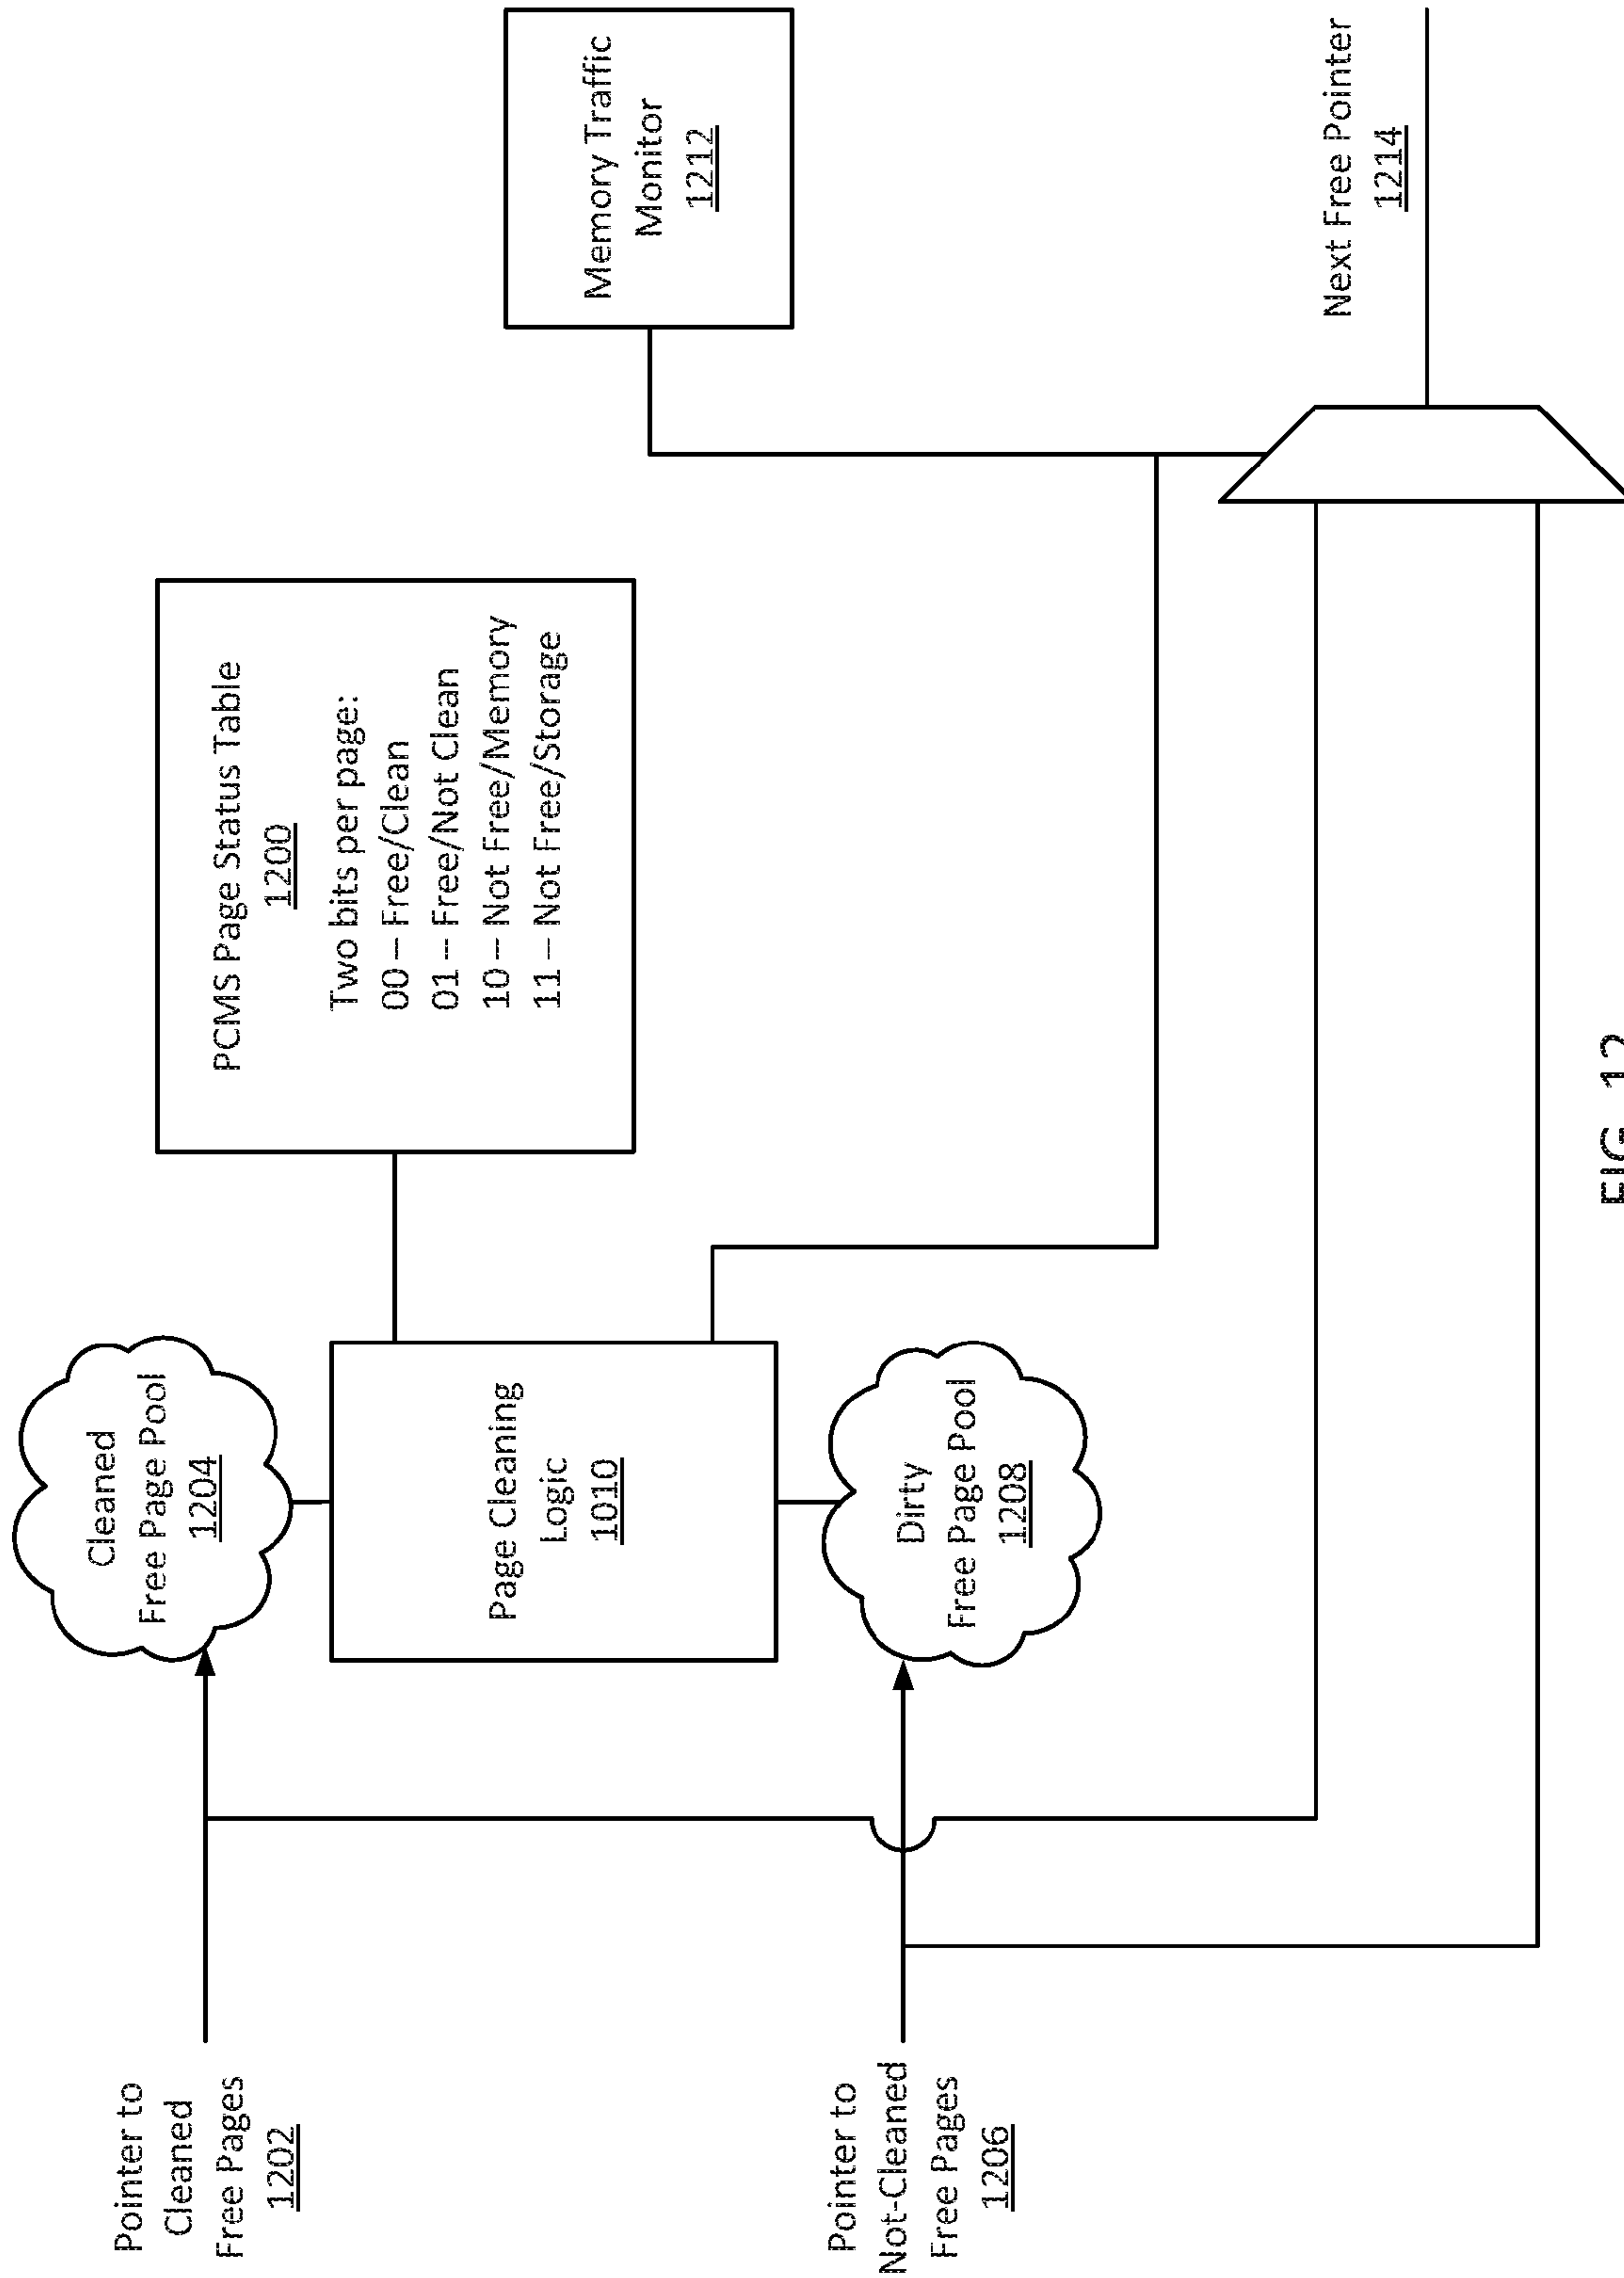 Pointer to
Cleaned
Free Pages
1202
Cleaned
Free Page Pool
1204
PCMS Page Status Table
1200
Two bits per page:
00 – Free/Clean
01 – Free/Not Clean
10 – Not Free/Memory
11 – Not Free/Storage
Page Cleaning
Logic
1010
Memory Traffic
Monitor
1212
Pointer to
Not-Cleaned
Free Pages
1206
Dirty
Free Page Pool
1208
Next Free Pointer
1214
FIG. 12